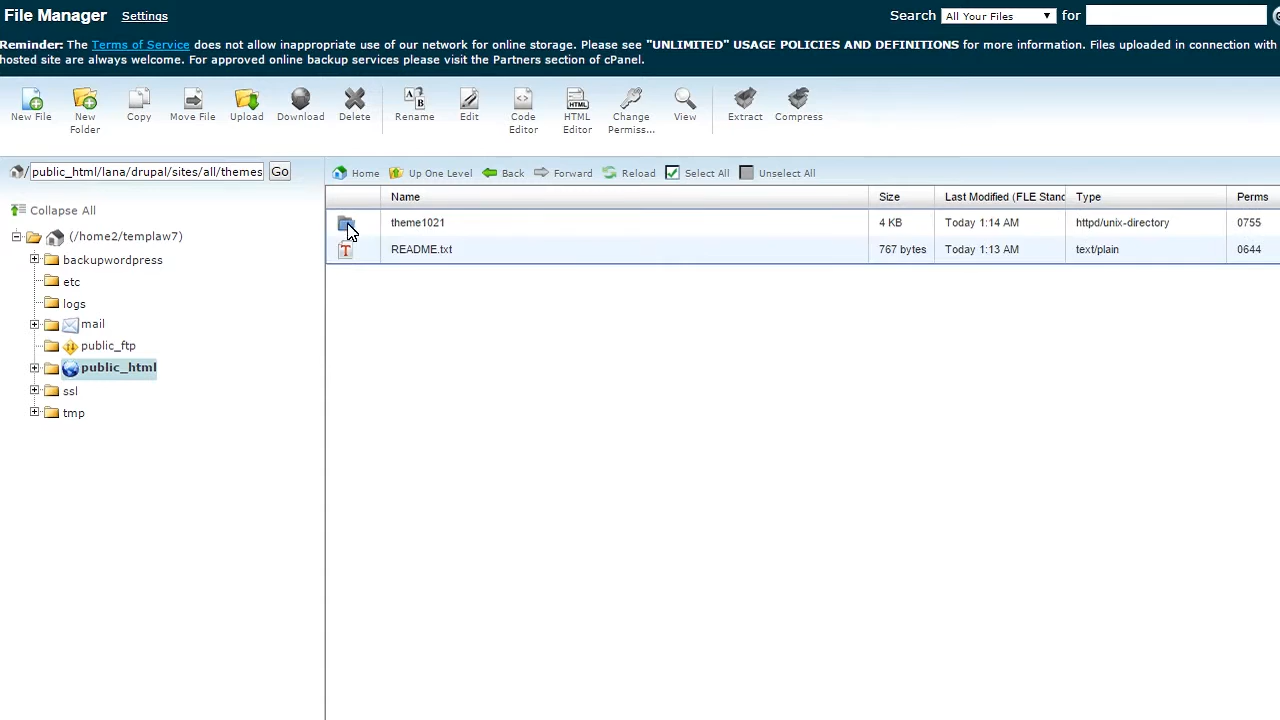 File Manager Settings Search All Your Files for
Reminder: The Terms of Service does not allow inappropriate use of our network for online storage. Please see "UNLIMITED" USAGE POLICIES AND DEFINITIONS for more information. Files uploaded in connection with
hosted site are always welcome. For approved online backup services please visit the Partners section of cPanel.
New File New Folder Copy Move File Upload Download Delete Rename Edit Code Editor HTML Editor Change Permiss... View Extract Compress
/ public_html/lana/drupal/sites/all/themes Go
Home Up One Level Back Forward Reload Select All Unselect All
Collapse All
(/home2/templaw7)
backupwordpress
etc
logs
mail
public_ftp
public_html
ssl
tmp
Name Size Last Modified (FLE Stand Type Perms
theme1021 4 KB Today 1:14 AM httpd/unix-directory 0755
README.txt 767 bytes Today 1:13 AM text/plain 0644